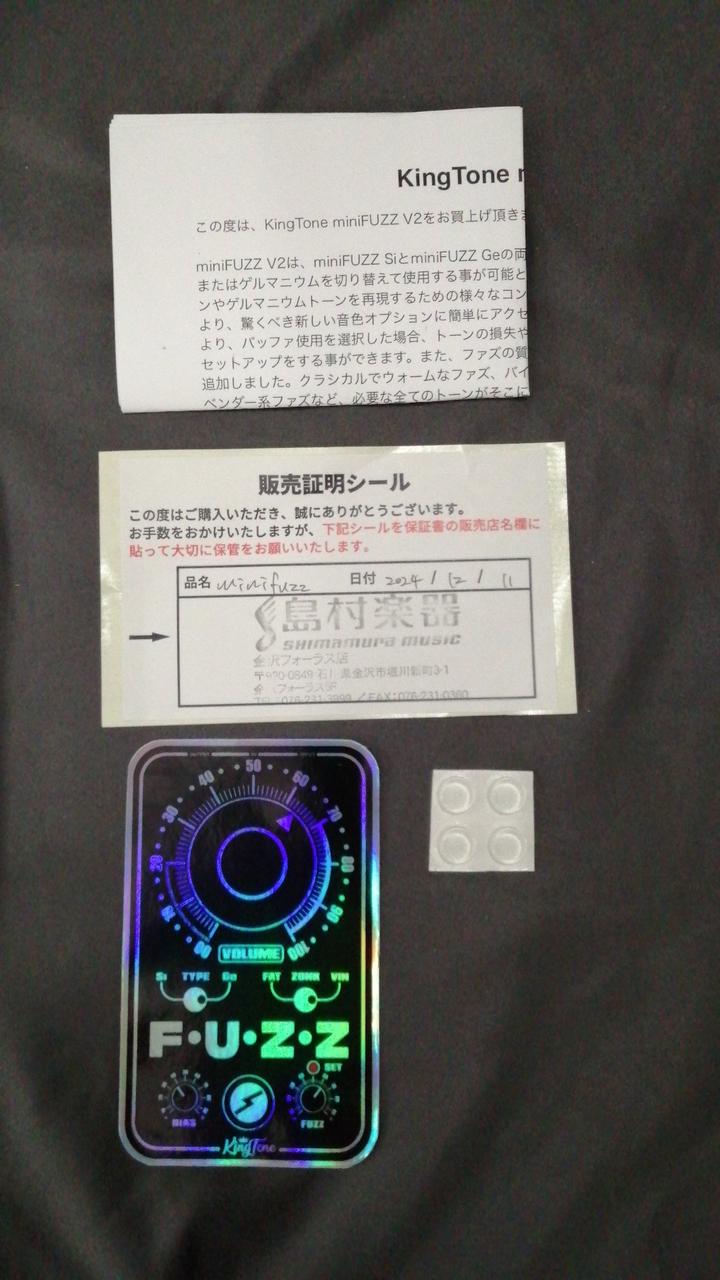 KingTone
この度は、KingTone miniFUZZ V2をお買上げ頂き
miniFUZZ V2は、miniFUZZ SiとminiFUZZ Geの両
またはゲルマニウムを切り替えて使用する事が可能と
ンやゲルマニウムトーンを再現するための様々なコン
より、驚くべき新しい音色オプションに簡単にアクセ
より、バッファ使用を選択した場合、トーンの損失や
セットアップをする事ができます。また、ファズの質
追加しました。クラシカルでウォームなファズ、バイ
ベンダー系ファズなど、必要な全てのトーンがそこに
販売証明シール
この度はご購入いただき、誠にありがとうございます。
お手数をおかけいたしますが、下記シールを保証書の販売店名欄に
貼って大切に保管をお願いいたします。
品名 minifuzz 日付 2024 / 12 / 11
島村楽器
SHIMAMURA MUSIC
金沢フォーラス店
金沢市堀川新町3-1
フォーラス6F
TEL:076-231-3999 / FAX:076-231-0360
00 10 20 30 40 50 60 70 80 90 100
VOLUME
Si TYPE Ge FAT ZONK VIN
F•U•Z•Z
SET
BIAS FUZZ
KingTone